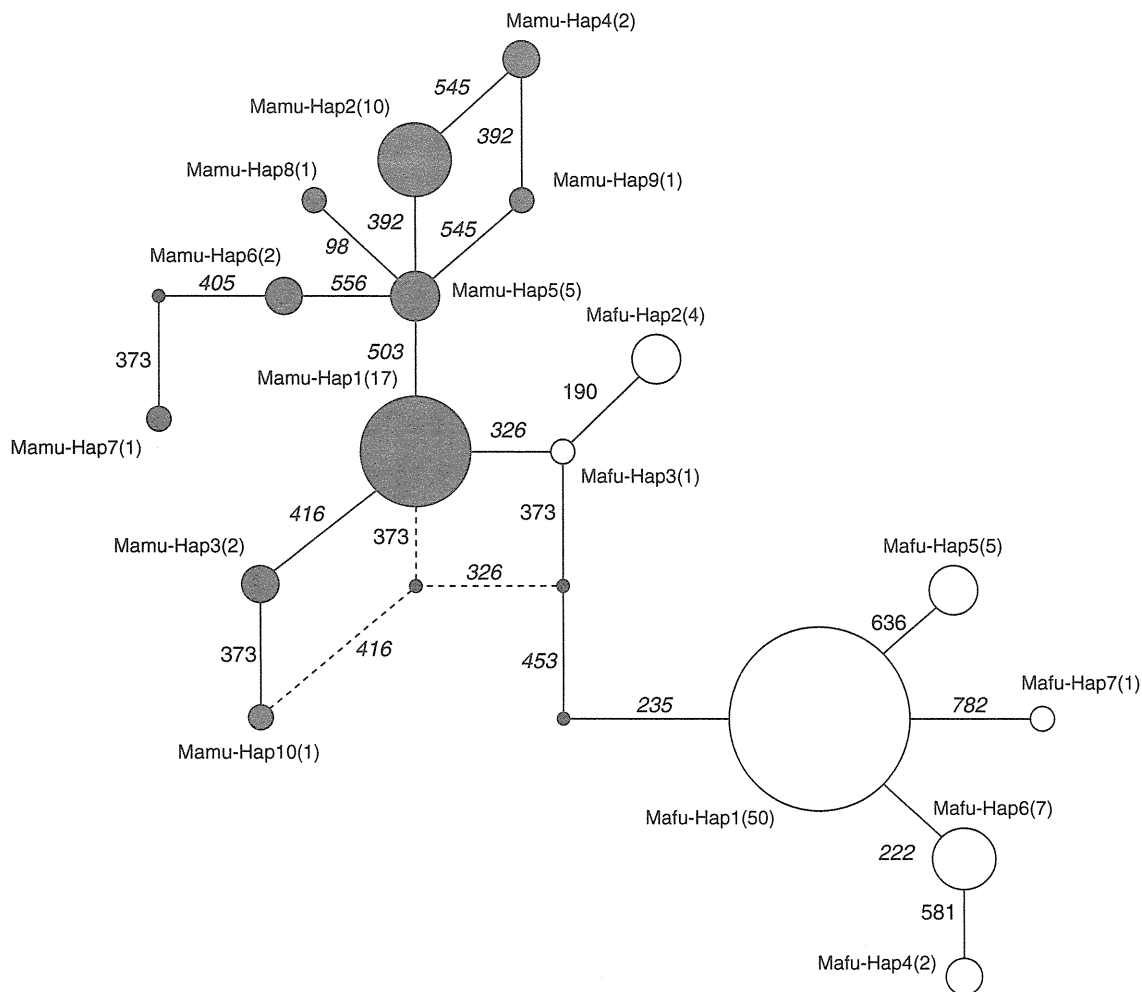 Mamu-Hap4(2)
545
Mamu-Hap2(10)
392
Mamu-Hap8(1)
Mamu-Hap9(1)
392
545
98
Mamu-Hap6(2)
405
556
Mamu-Hap5(5)
Mafu-Hap2(4)
503
373
Mamu-Hap1(17)
190
326
Mamu-Hap7(1)
Mafu-Hap3(1)
416
373
373
Mamu-Hap3(2)
Mafu-Hap5(5)
326
636
416
373
453
Mafu-Hap7(1)
235
782
Mamu-Hap10(1)
Mafu-Hap6(7)
Mafu-Hap1(50)
222
581
Mafu-Hap4(2)